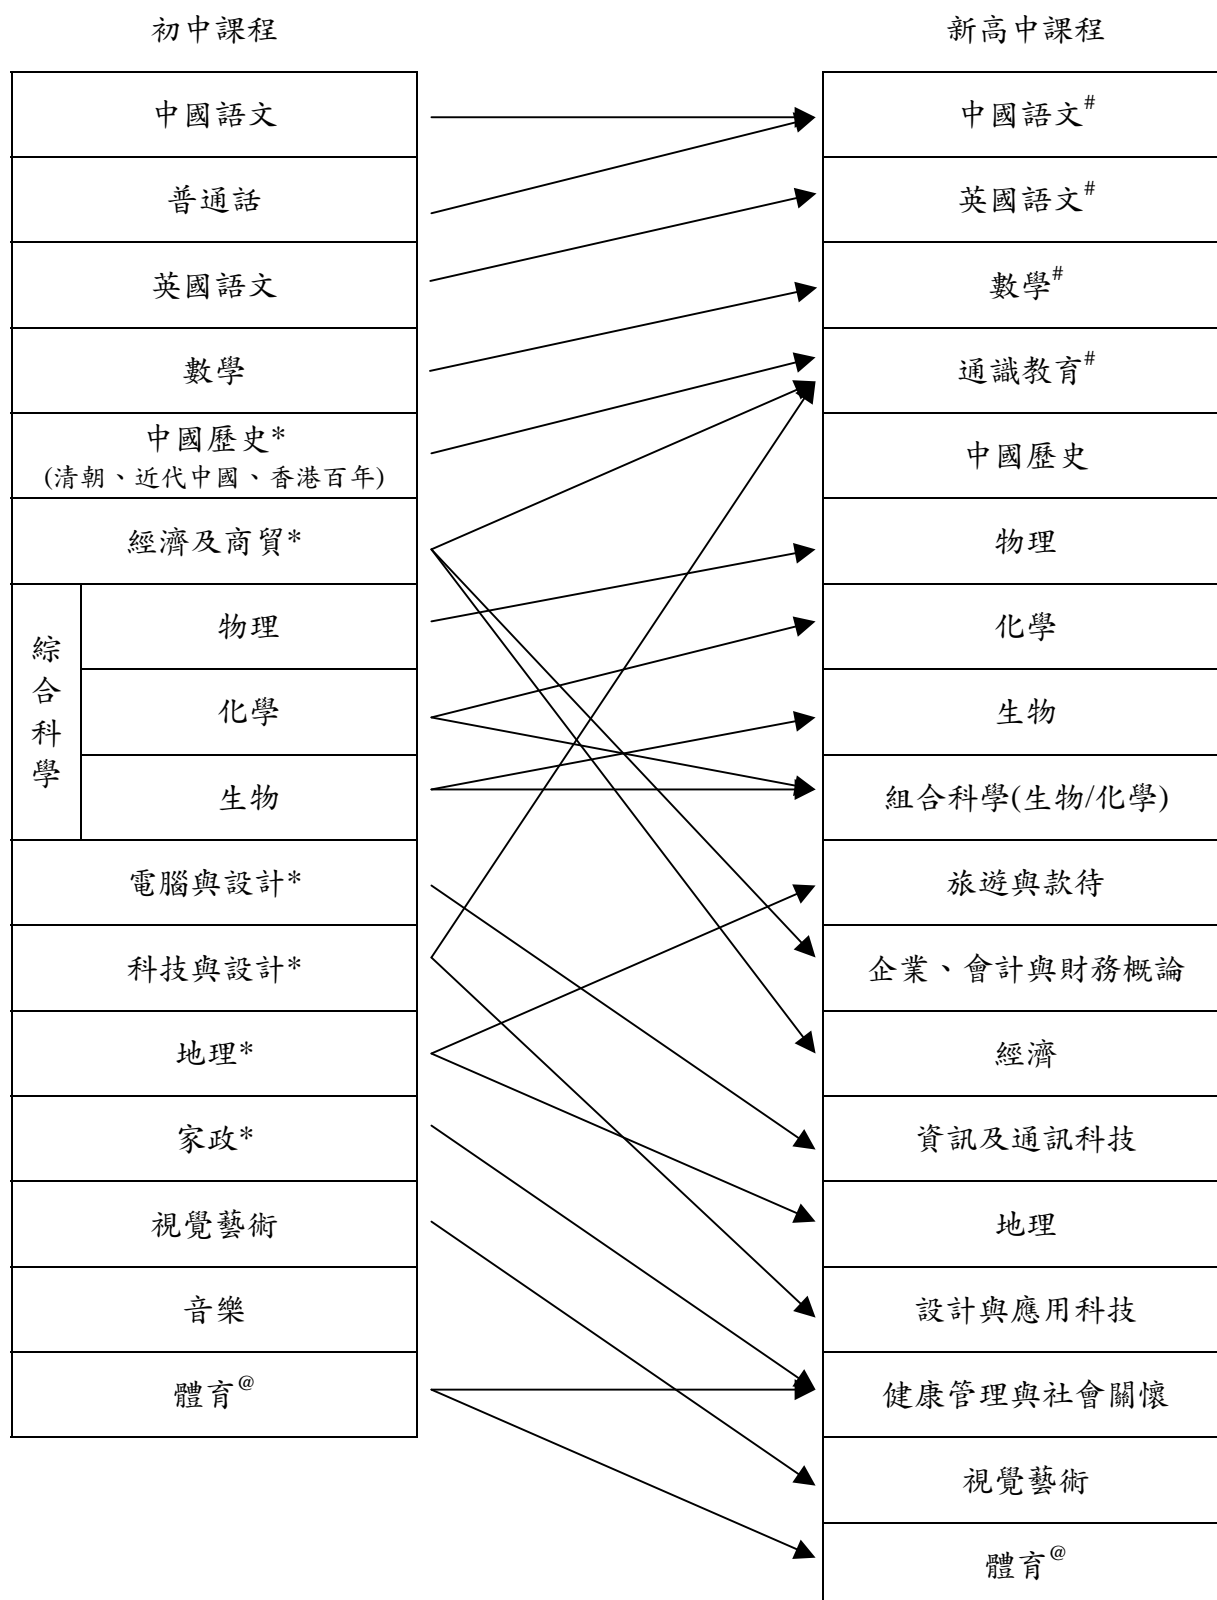 初中課程
中國語文
普通話
英國語文
數學
中國歷史*
(清朝、近代中國、香港百年)
經濟及商貿*
綜合科學
物理
化學
生物
電腦與設計*
科技與設計*
地理*
家政*
視覺藝術
音樂
體育@
新高中課程
中國語文#
英國語文#
數學#
通識教育#
中國歷史
物理
化學
生物
組合科學(生物/化學)
旅遊與款待
企業、會計與財務概論
經濟
資訊及通訊科技
地理
設計與應用科技
健康管理與社會關懷
視覺藝術
體育@